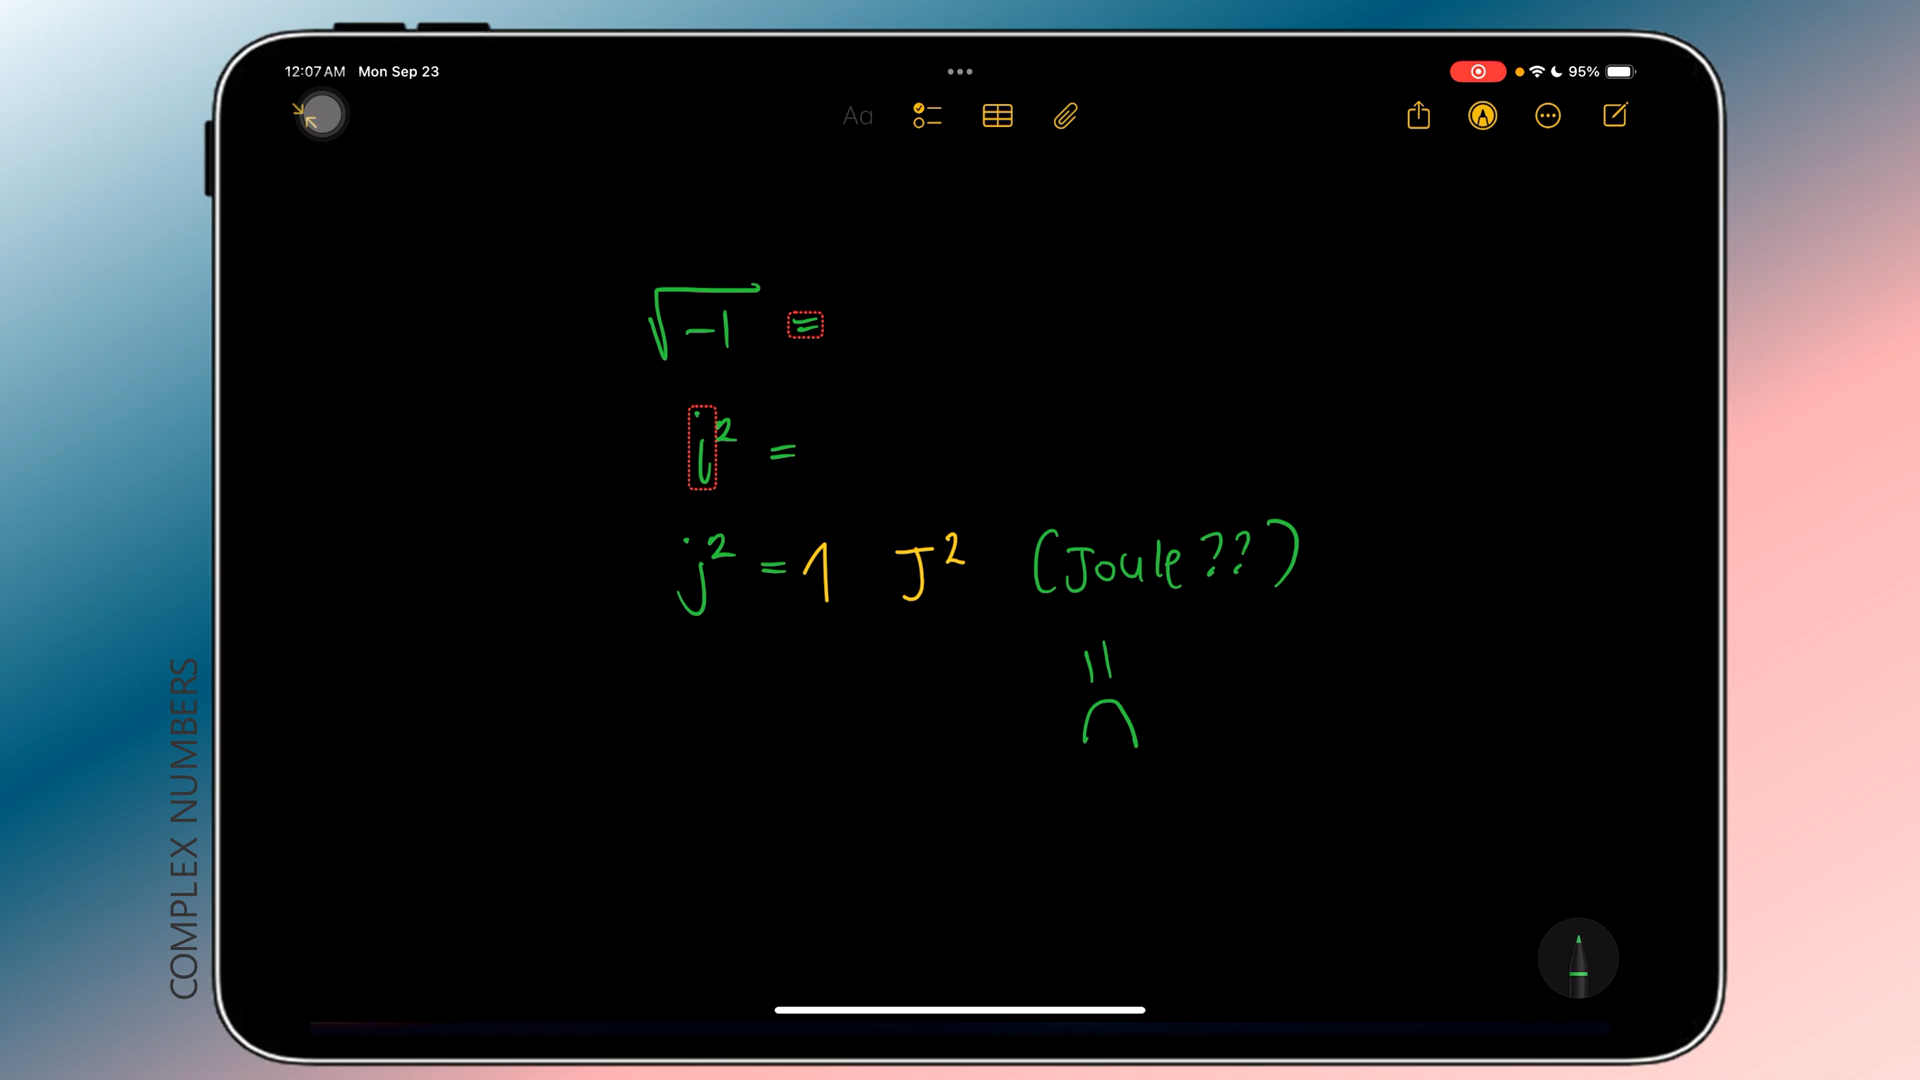 12:07 AM Mon Sep 23 95%
Aa
√-1 =
i² =
j² = 1 J² (Joule ??)
COMPLEX NUMBERS